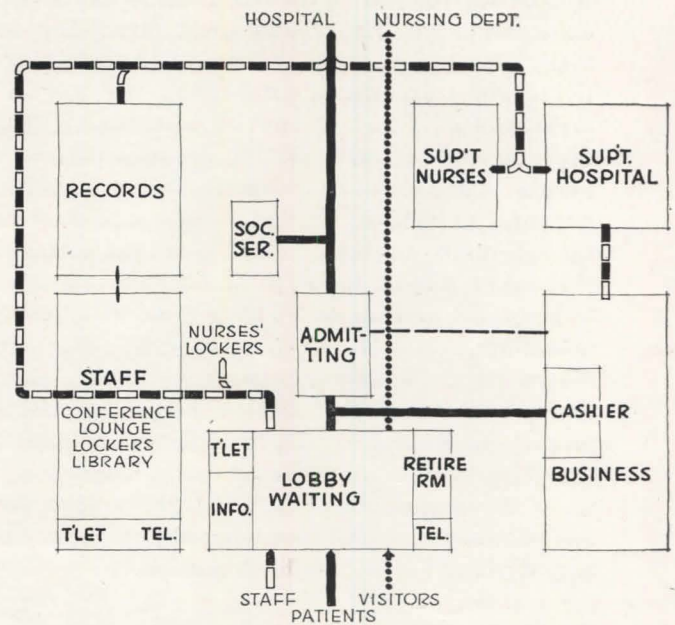 HOSPITAL
NURSING DEPT.
RECORDS
SUP'T
NURSES
SUP'T.
HOSPITAL
SOC.
SER.
NURSES'
LOCKERS
ADMIT-
TING
STAFF
CONFERENCE
LOUNGE
LOCKERS
LIBRARY
T'LET
TEL.
T'LET
INFO.
LOBBY
WAITING
RETIRE
RM
TEL.
CASHIER
BUSINESS
STAFF
PATIENTS
VISITORS